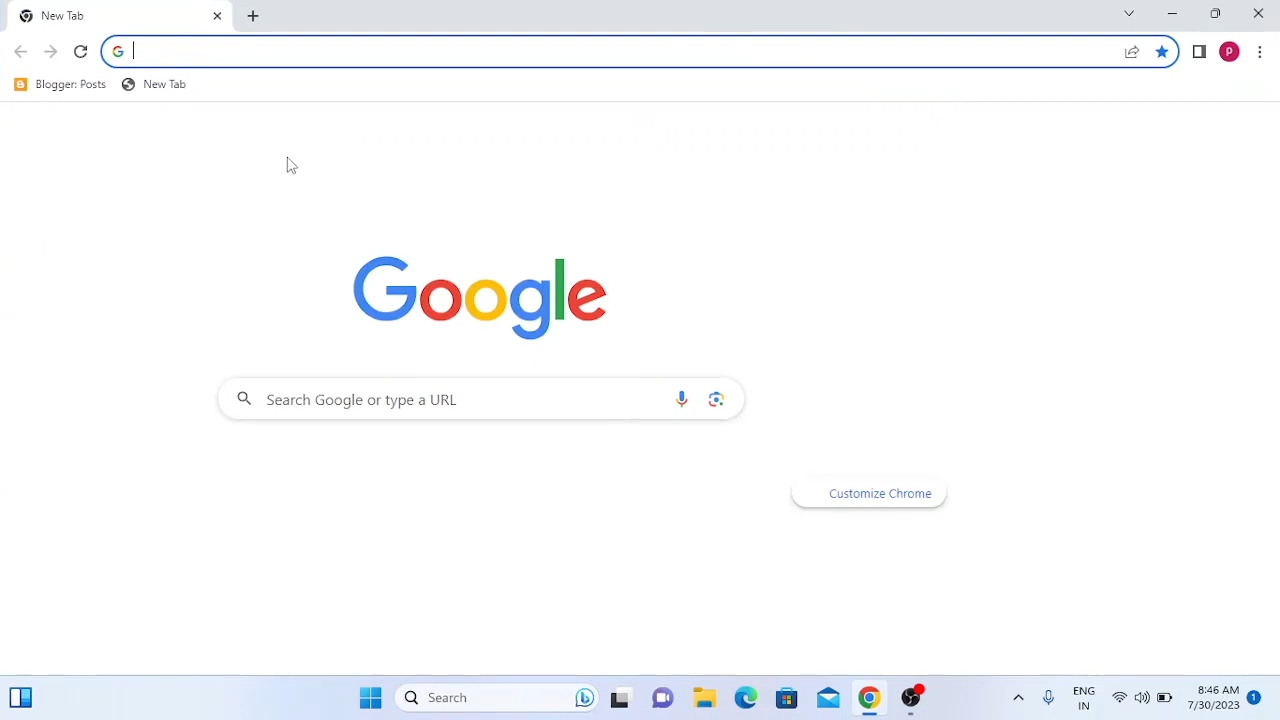 New Tab
Blogger: Posts
New Tab
Google
Search Google or type a URL
Customize Chrome
Search
ENG
IN
8:46 AM
7/30/2023
1
P